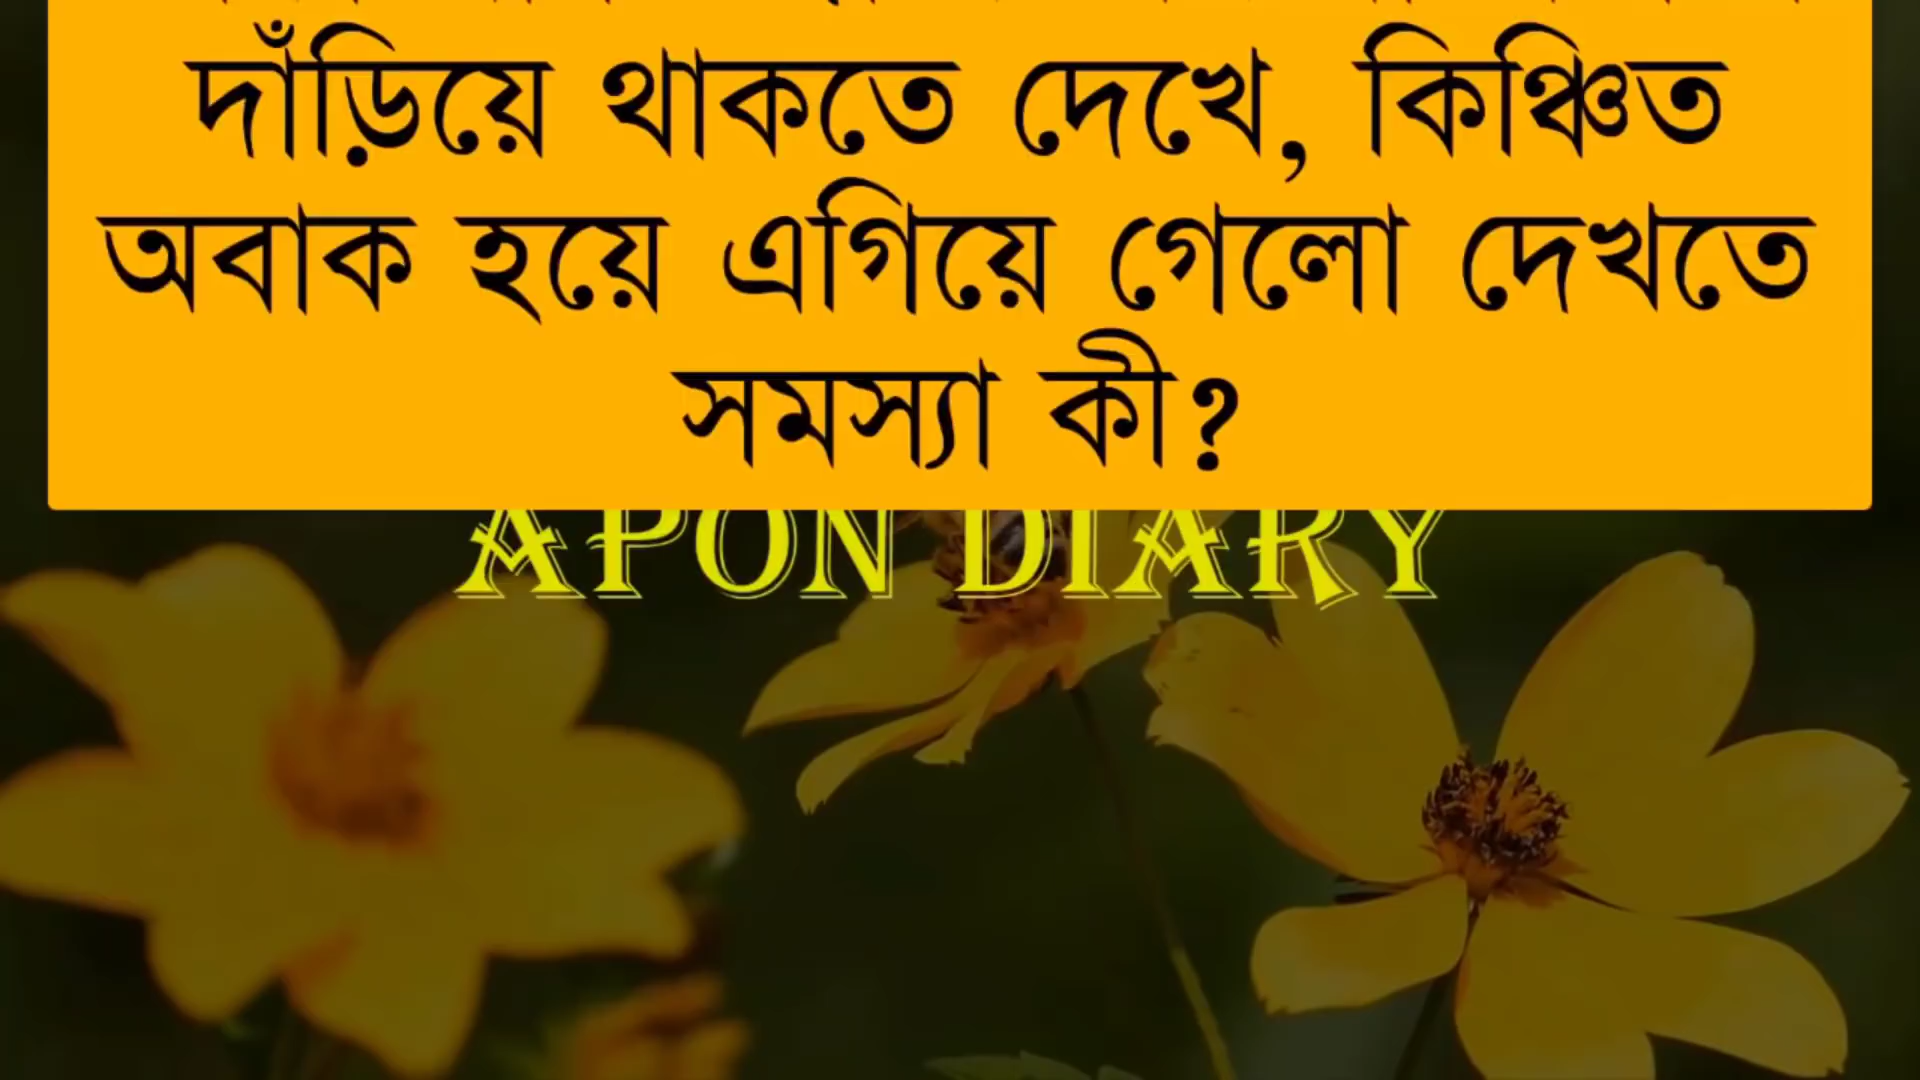 দাঁড়িয়ে থাকতে দেখে, কিঞ্চিত
অবাক হয়ে এগিয়ে গেলো দেখতে
সমস্যা কী?
APON DIARY